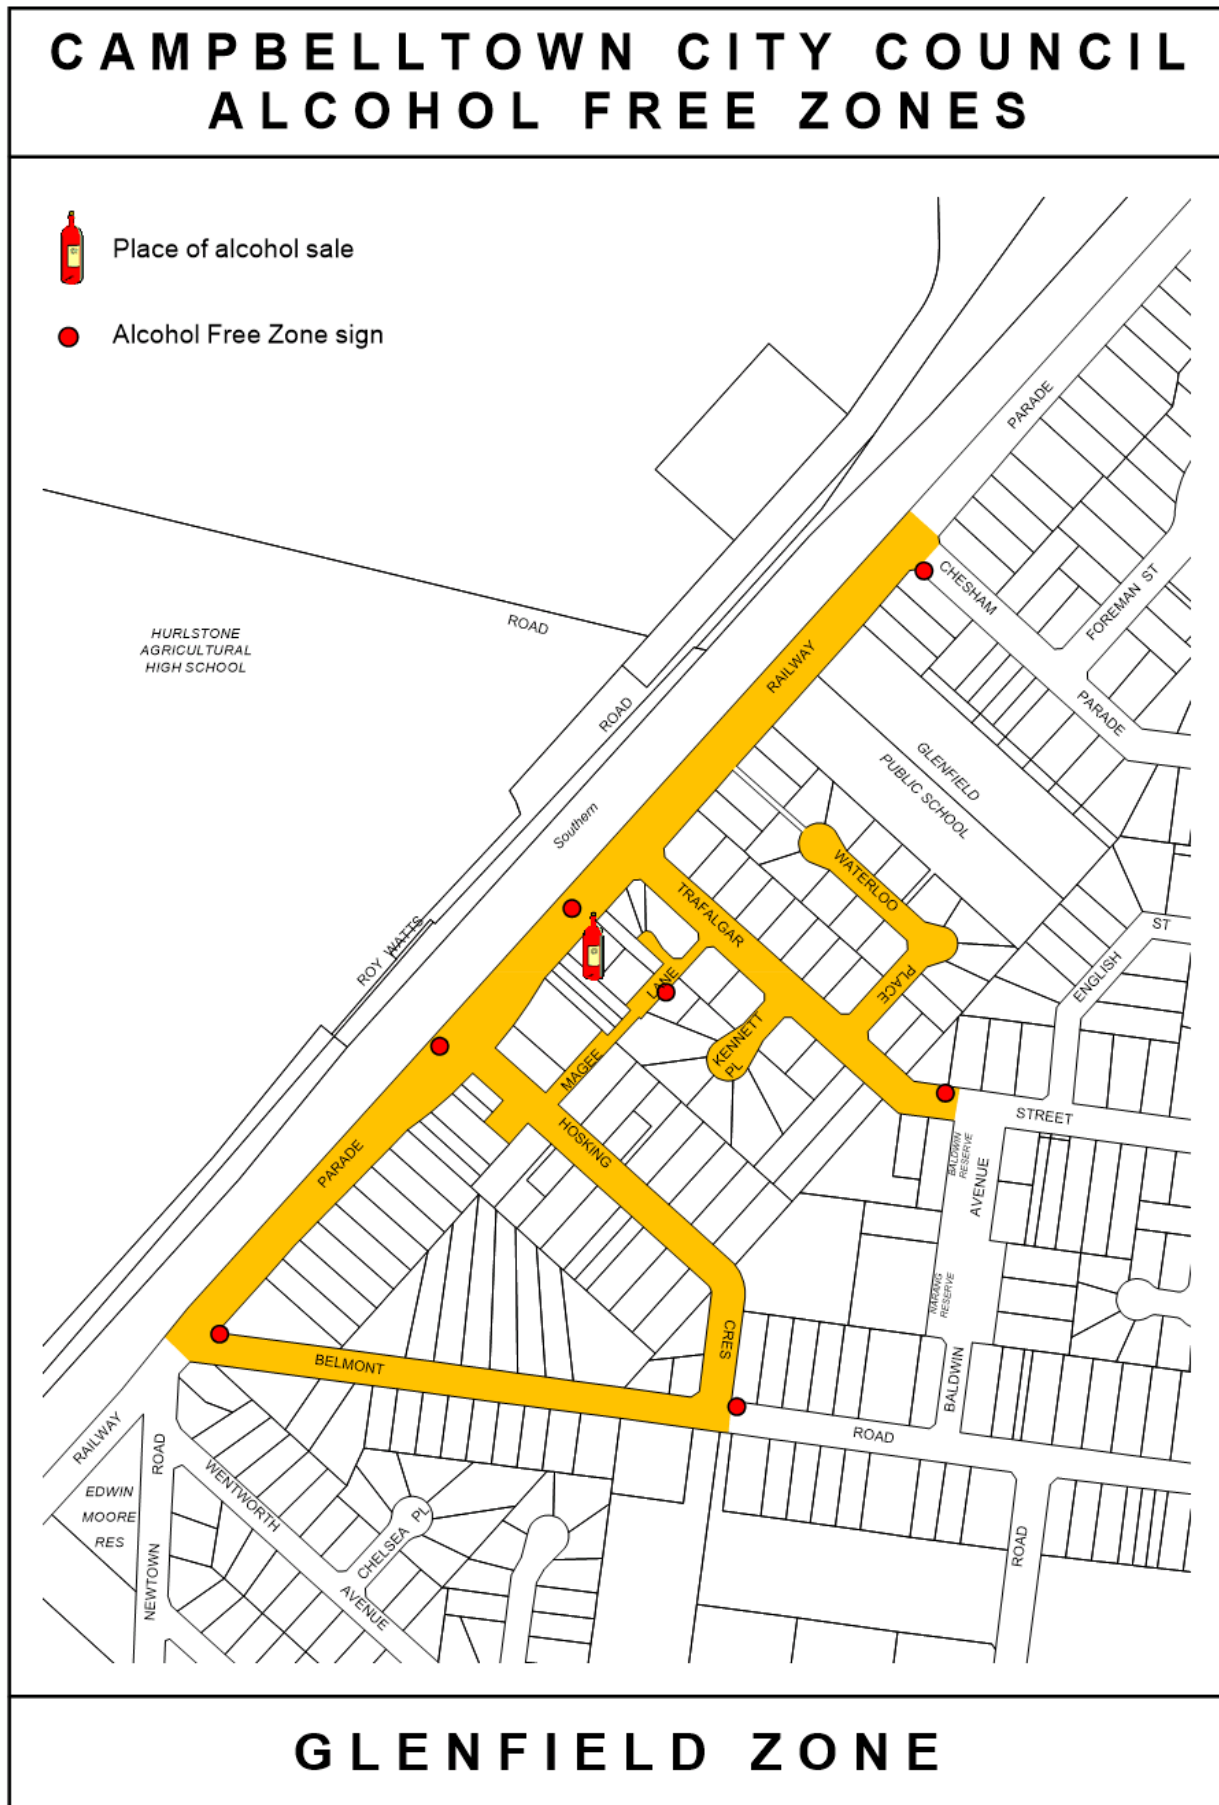 CAMPBELLTOWN CITY COUNCIL
ALCOHOL FREE ZONES
Place of alcohol sale
Alcohol Free Zone sign
PARADE
CHESHAM
FOREMAN ST
HURLSTONE
AGRICULTURAL
HIGH SCHOOL
ROAD
RAILWAY
ROAD
PARADE
GLENFIELD
PUBLIC SCHOOL
Southern
WATERLOO
TRAFALGAR
ST
ROY WATTS
ENGLISH
PLACE
LANE
KENNETT
PL
MAGEE
STREET
HOSKING
BALDWIN
RESERVE
AVENUE
PARADE
NARANG
RESERVE
CRES
BELMONT
BALDWIN
RAILWAY
ROAD
ROAD
EDWIN
MOORE
RES
WENTWORTH
CHELSEA PL
ROAD
NEWTOWN
AVENUE
GLENFIELD ZONE